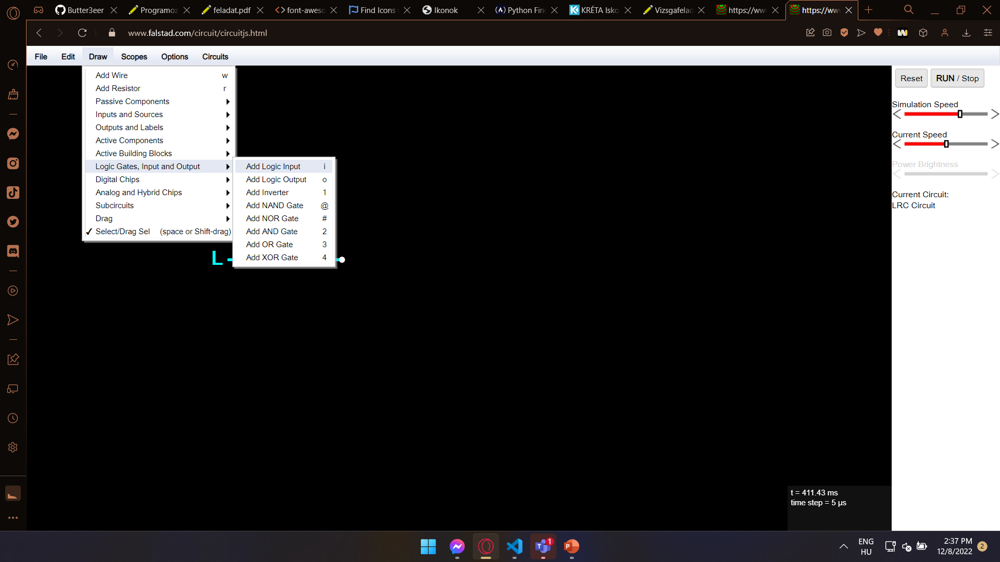 Butter3eer
Programoz
feladat.pdf
font-aweso
Find Icons
Ikonok
Python Fin
KRÉTA Isko
Vizsgafelad
https://ww
https://ww
www.falstad.com/circuit/circuitjs.html
File Edit Draw Scopes Options Circuits
Add Wire w
Add Resistor r
Passive Components
Inputs and Sources
Outputs and Labels
Active Components
Active Building Blocks
Logic Gates, Input and Output
Digital Chips
Analog and Hybrid Chips
Subcircuits
Drag
Select/Drag Sel (space or Shift-drag)
Add Logic Input i
Add Logic Output o
Add Inverter 1
Add NAND Gate @
Add NOR Gate #
Add AND Gate 2
Add OR Gate 3
Add XOR Gate 4
L
Reset RUN / Stop
Simulation Speed
Current Speed
Power Brightness
Current Circuit:
LRC Circuit
t = 411.43 ms
time step = 5 µs
1
ENG
HU
2:37 PM
12/8/2022
2